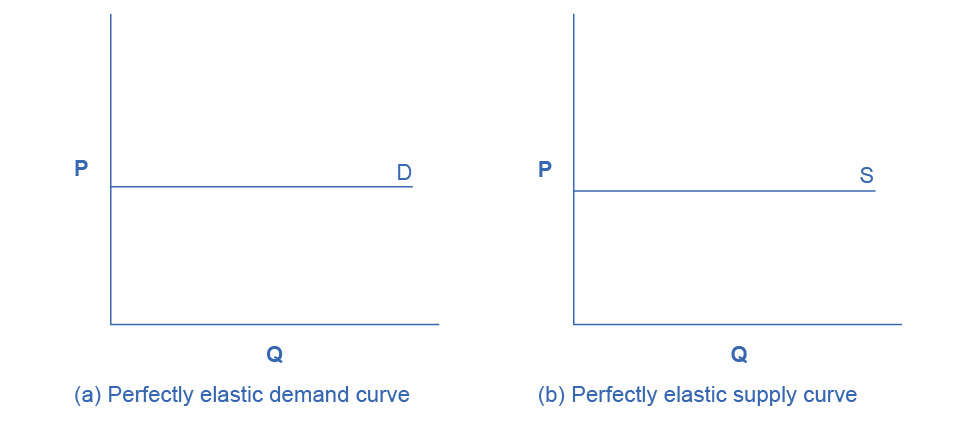 P
D
Q
(a) Perfectly elastic demand curve
P
S
Q
(b) Perfectly elastic supply curve